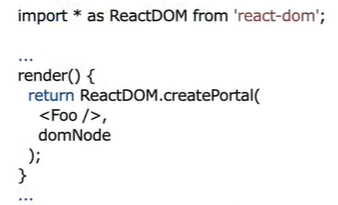 import * as ReactDOM from 'react-dom';
...
render() {
return ReactDOM.createPortal(
<Foo />,
domNode
);
}
...